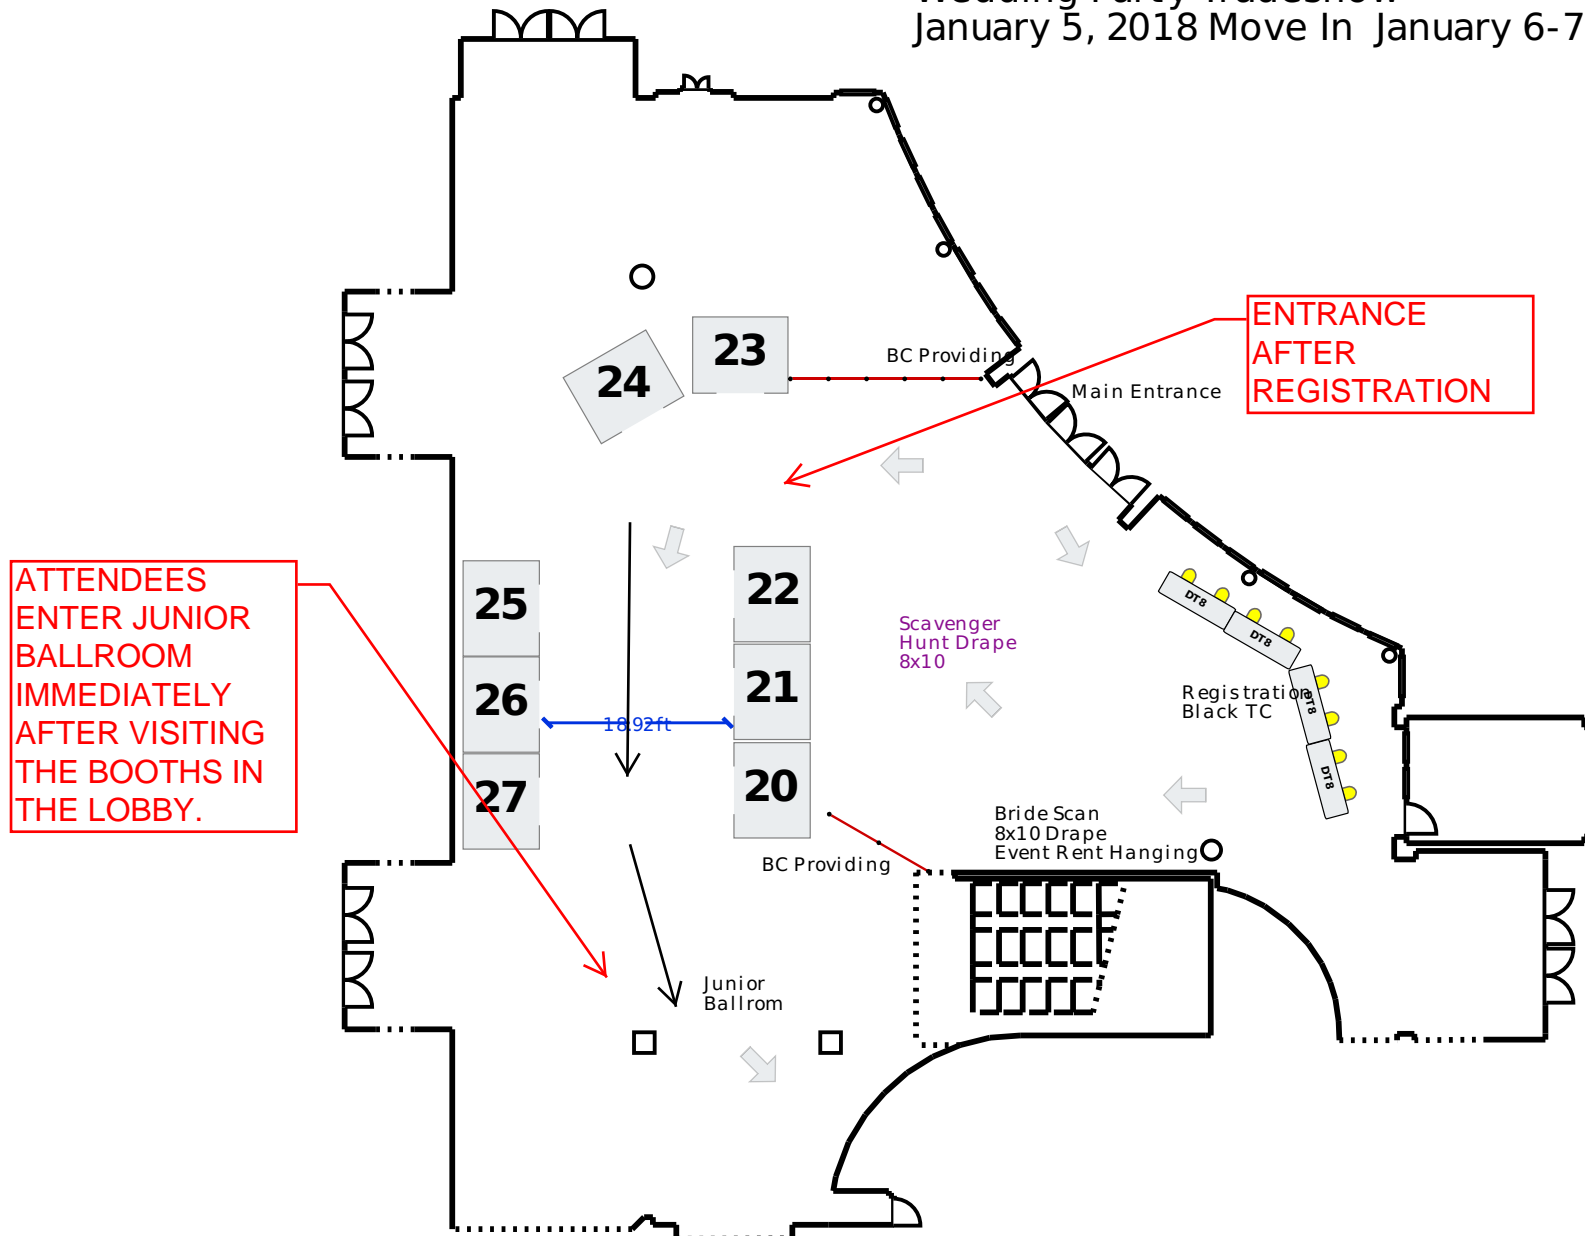 Wedding Party Tradeshow
January 5, 2018 Move In January 6-7
ENTRANCE
AFTER
REGISTRATION
23
24
BC Providing
Main Entrance
ATTENDEES
ENTER JUNIOR
BALLROOM
IMMEDIATELY
AFTER VISITING
THE BOOTHS IN
THE LOBBY.
25
26
27
22
21
20
18.92ft
Scavenger
Hunt Drape
8x10
DT8
DT8
DT8
DT8
Registration
Black TC
Bride Scan
8x10 Drape
Event Rent Hanging
BC Providing
Junior
Ballrom